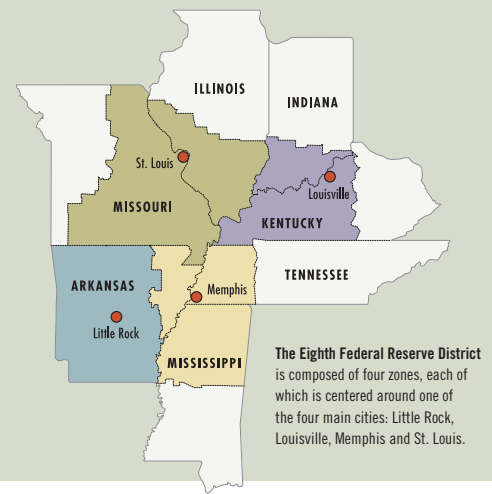 ILLINOIS
INDIANA
St. Louis
Louisville
MISSOURI
KENTUCKY
TENNESSEE
ARKANSAS
Memphis
Little Rock
MISSISSIPPI
The Eighth Federal Reserve District
is composed of four zones, each of
which is centered around one of
the four main cities: Little Rock,
Louisville, Memphis and St. Louis.